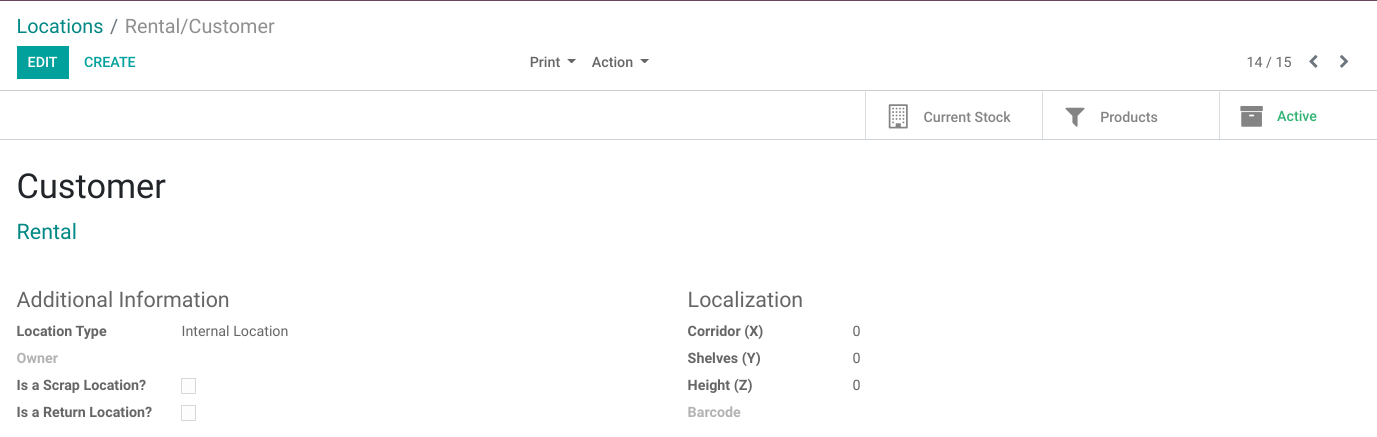 Locations / Rental/Customer
EDIT CREATE Print Action 14 / 15
Current Stock Products Active
Customer
Rental
Additional Information Localization
Location Type Internal Location Corridor (X) 0
Owner Shelves (Y) 0
Is a Scrap Location? Height (Z) 0
Is a Return Location? Barcode